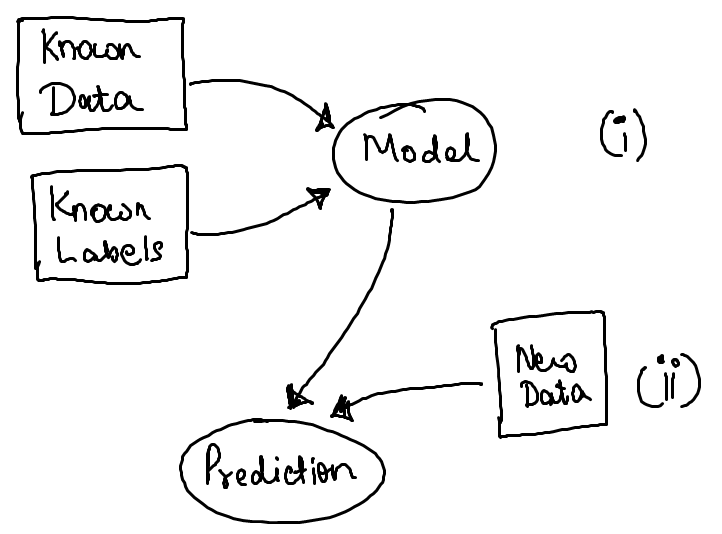 Known
Data
Model
(i)
Known
Labels
New
Data
(ii)
Prediction